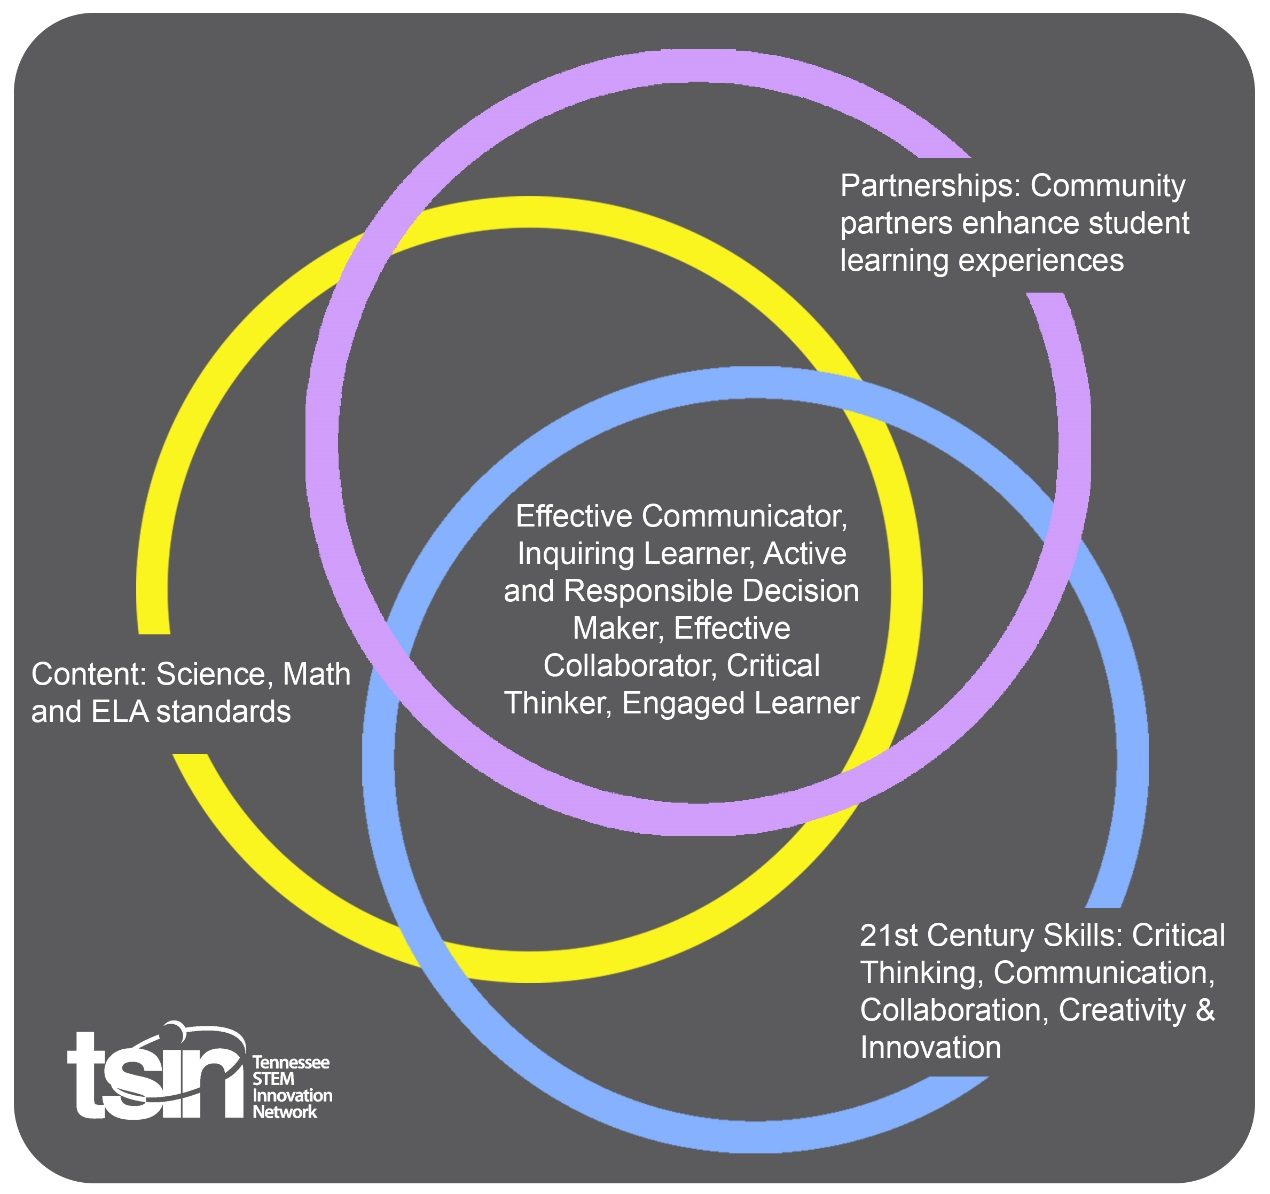 Partnerships: Community
partners enhance student
learning experiences
Effective Communicator,
Inquiring Learner, Active
and Responsible Decision
Maker, Effective
Collaborator, Critical
Thinker, Engaged Learner
Content: Science, Math
and ELA standards
21st Century Skills: Critical
Thinking, Communication,
Collaboration, Creativity &
Innovation
tsin
Tennessee
STEM
Innovation
Network